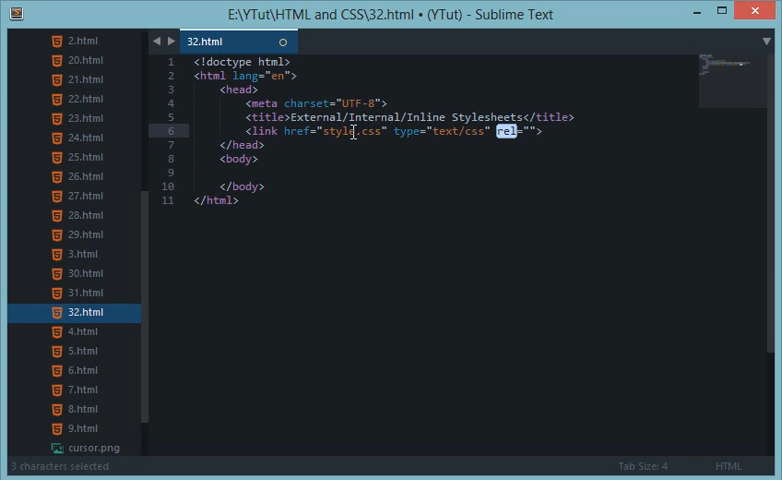 E:\YTut\HTML and CSS\32.html • (YTut) - Sublime Text
2.html
20.html
21.html
22.html
23.html
24.html
25.html
26.html
27.html
28.html
29.html
3.html
30.html
31.html
32.html
4.html
5.html
6.html
7.html
8.html
9.html
cursor.png
32.html
1 <!doctype html>
2 <html lang="en">
3 <head>
4 <meta charset="UTF-8">
5 <title>External/Internal/Inline Stylesheets</title>
6 <link href="style.css" type="text/css" rel="">
7 </head>
8 <body>
9
10 </body>
11 </html>
3 characters selected
Tab Size: 4
HTML